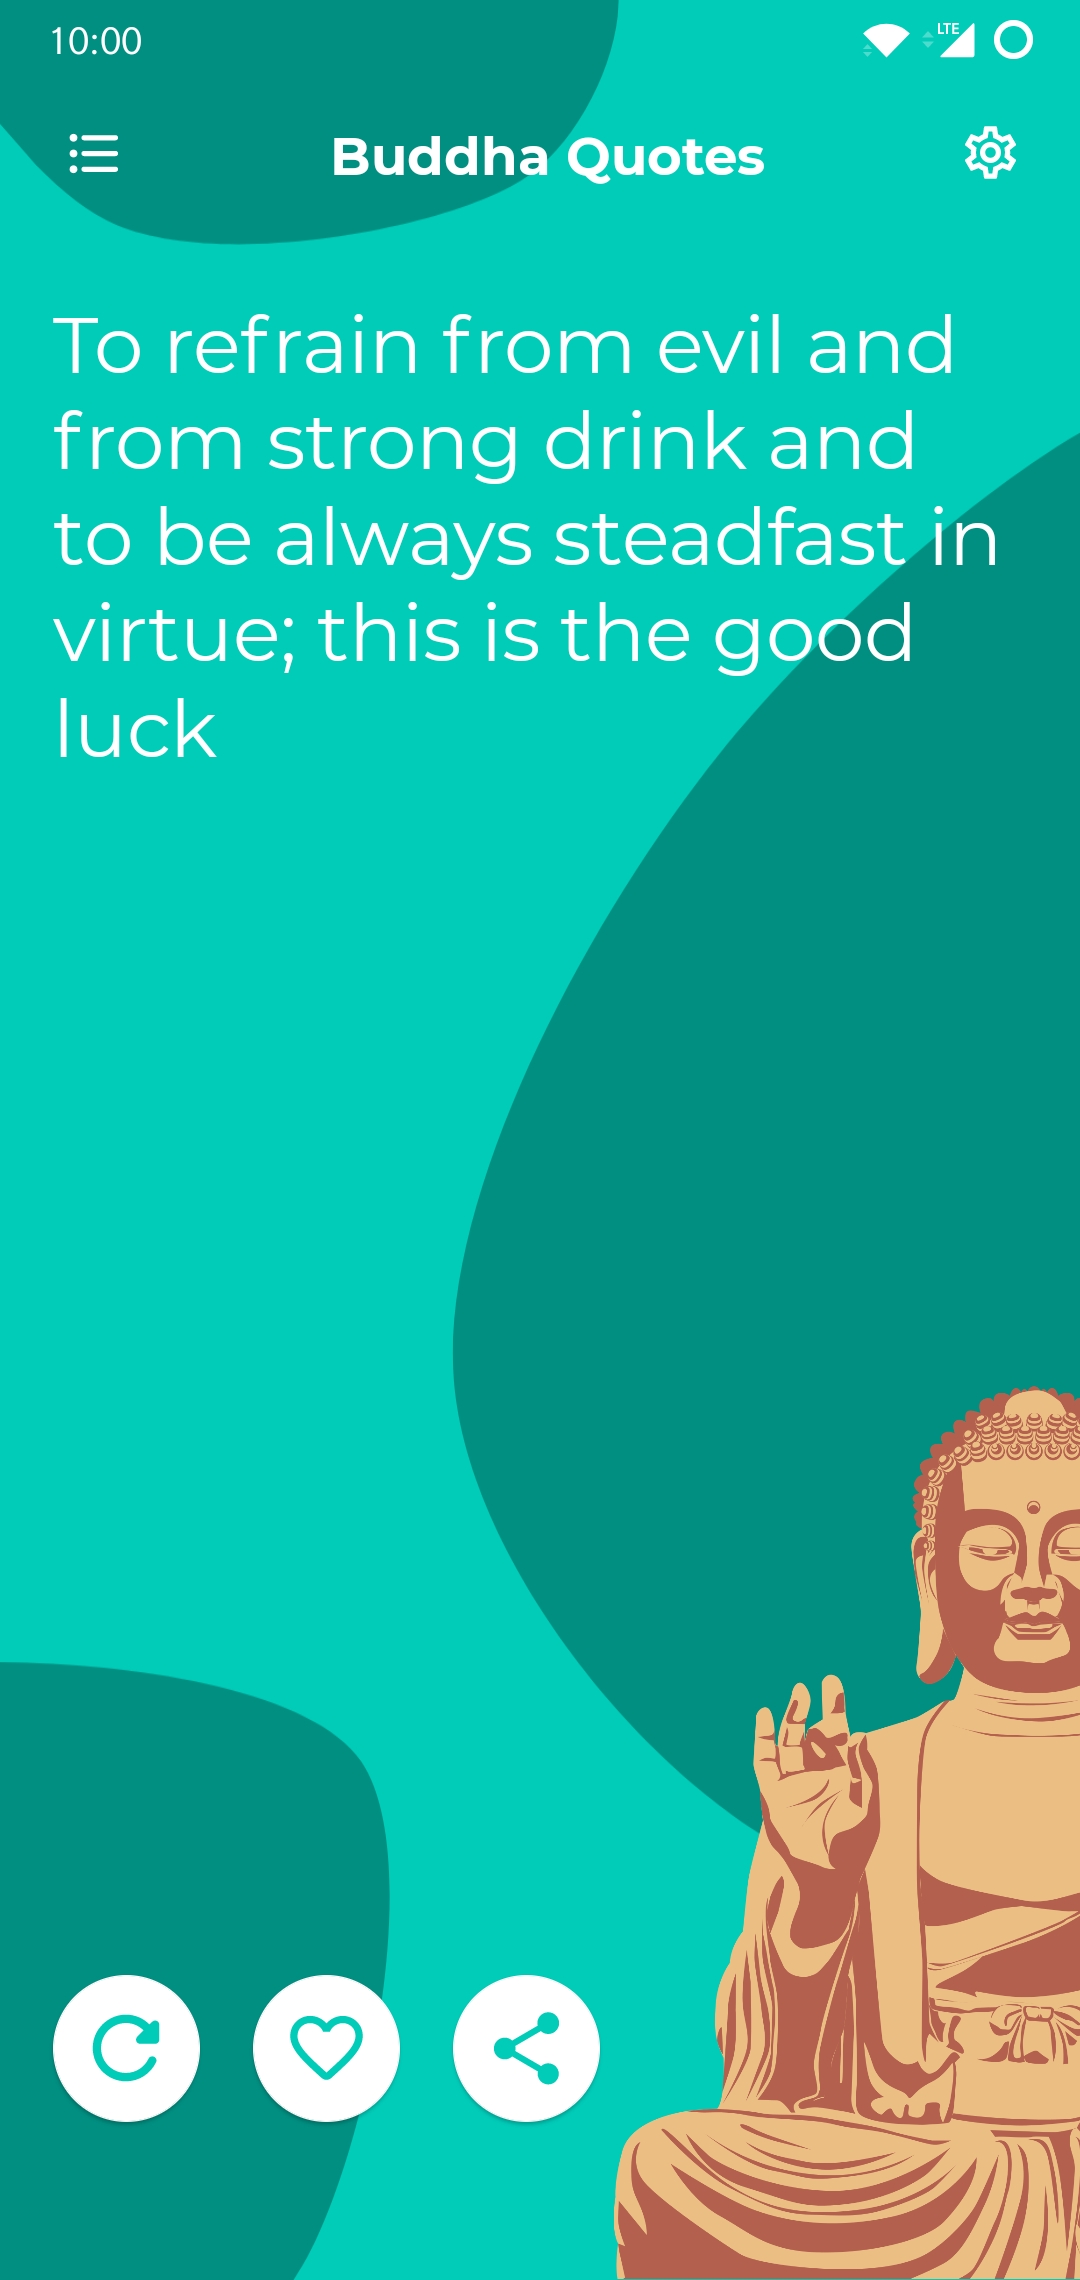 10:00
LTE
Buddha Quotes
To refrain from evil and
from strong drink and
to be always steadfast in
virtue; this is the good
luck